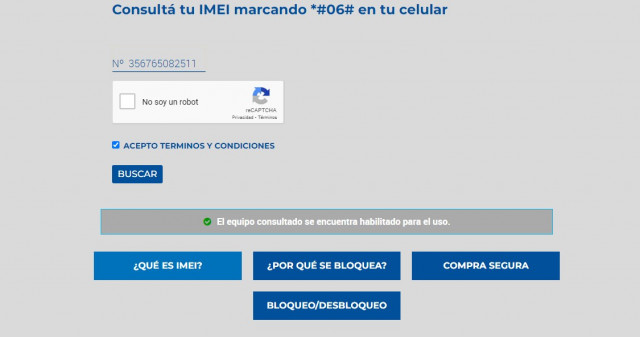 Consultá tu IMEI marcando *#06# en tu celular
Nº 356765082511
No soy un robot
reCAPTCHA
Privacidad - Términos
ACEPTO TERMINOS Y CONDICIONES
BUSCAR
El equipo consultado se encuentra habilitado para el uso.
¿QUÉ ES IMEI?
¿POR QUÉ SE BLOQUEA?
COMPRA SEGURA
BLOQUEO/DESBLOQUEO